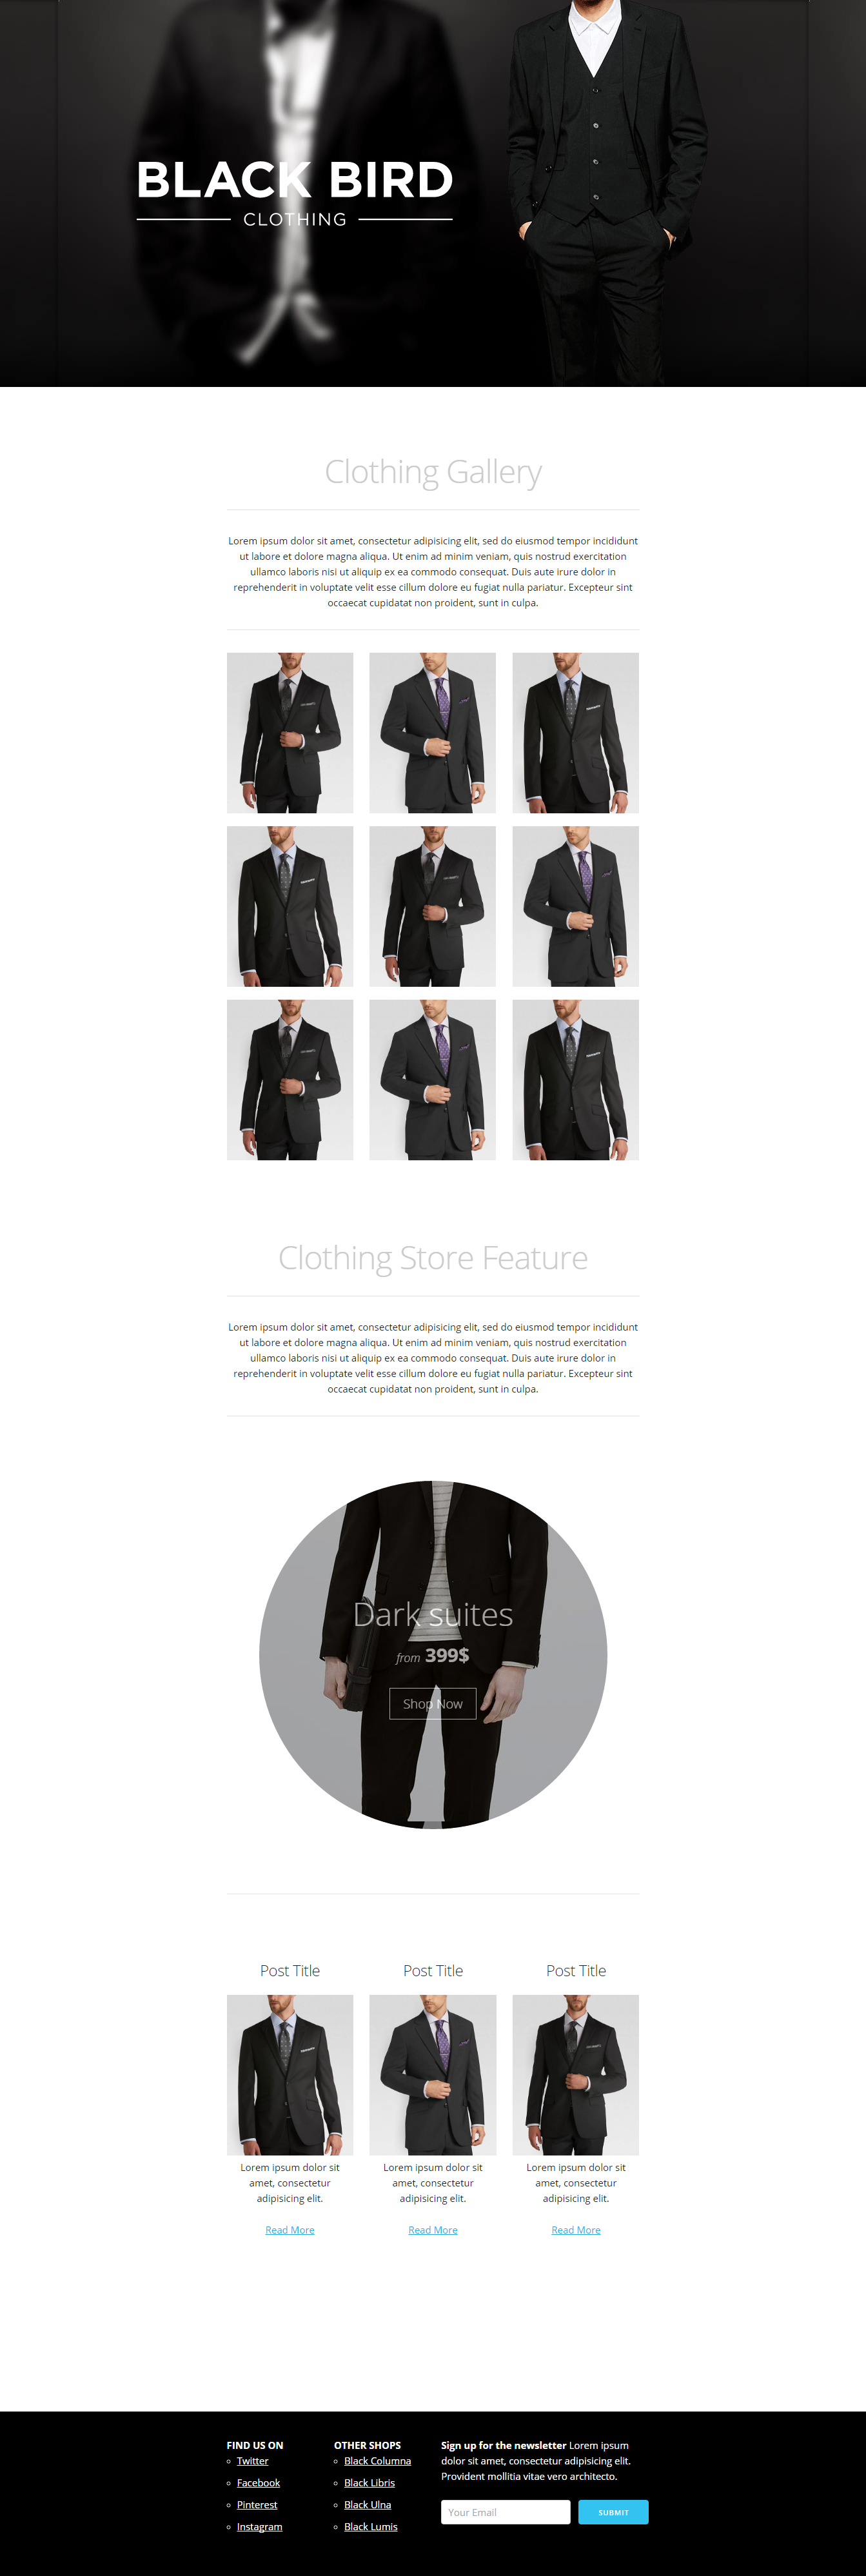 BLACK BIRD
CLOTHING
Clothing Gallery
Lorem ipsum dolor sit amet, consectetur adipisicing elit, sed do eiusmod tempor incididunt
ut labore et dolore magna aliqua. Ut enim ad minim veniam, quis nostrud exercitation
ullamco laboris nisi ut aliquip ex ea commodo consequat. Duis aute irure dolor in
reprehenderit in voluptate velit esse cillum dolore eu fugiat nulla pariatur. Excepteur sint
occaecat cupidatat non proident, sunt in culpa.
Clothing Store Feature
Lorem ipsum dolor sit amet, consectetur adipisicing elit, sed do eiusmod tempor incididunt
ut labore et dolore magna aliqua. Ut enim ad minim veniam, quis nostrud exercitation
ullamco laboris nisi ut aliquip ex ea commodo consequat. Duis aute irure dolor in
reprehenderit in voluptate velit esse cillum dolore eu fugiat nulla pariatur. Excepteur sint
occaecat cupidatat non proident, sunt in culpa.
Dark suites
from 399$
Shop Now
Post Title
Lorem ipsum dolor sit
amet, consectetur
adipisicing elit.
Read More
Post Title
Lorem ipsum dolor sit
amet, consectetur
adipisicing elit.
Read More
Post Title
Lorem ipsum dolor sit
amet, consectetur
adipisicing elit.
Read More
FIND US ON
Twitter
Facebook
Pinterest
Instagram
OTHER SHOPS
Black Columna
Black Libris
Black Ulna
Black Lumis
Sign up for the newsletter Lorem ipsum
dolor sit amet, consectetur adipisicing elit.
Provident mollitia vitae vero architecto.
Your Email
SUBMIT